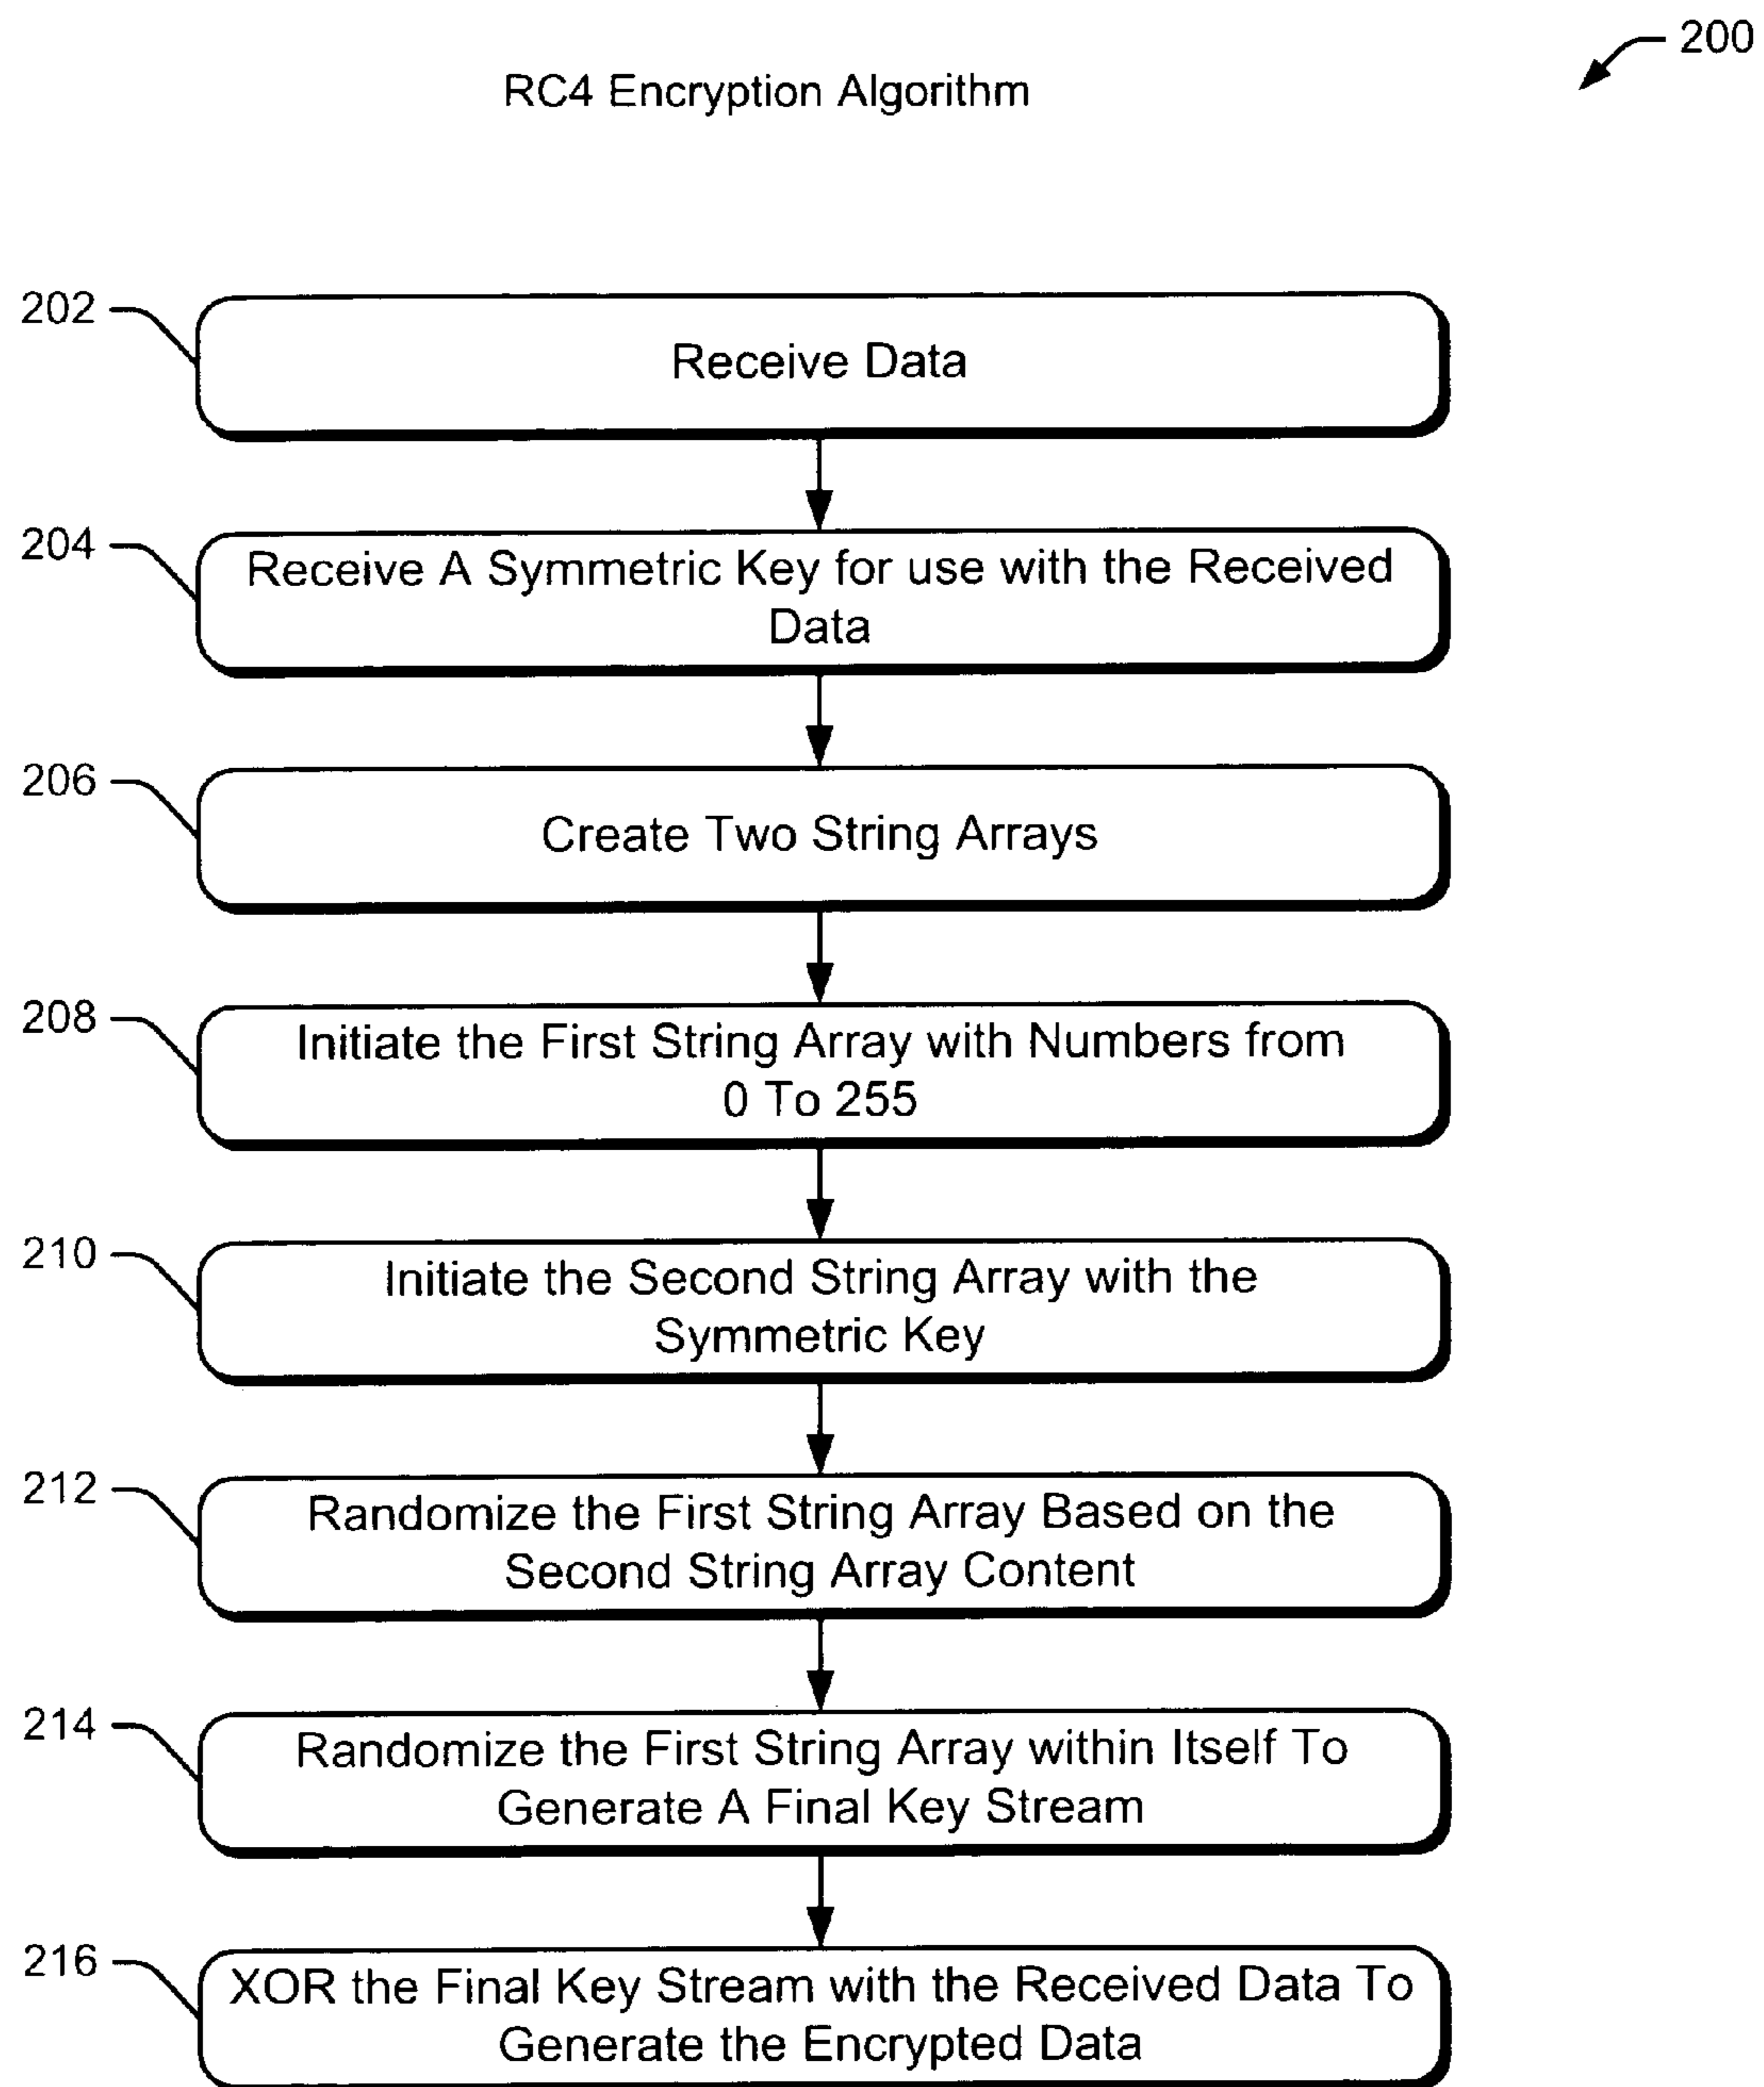 200
RC4 Encryption Algorithm
202
Receive Data
204
Receive A Symmetric Key for use with the Received
Data
206
Create Two String Arrays
208
Initiate the First String Array with Numbers from
0 To 255
210
Initiate the Second String Array with the
Symmetric Key
212
Randomize the First String Array Based on the
Second String Array Content
214
Randomize the First String Array within Itself To
Generate A Final Key Stream
216
XOR the Final Key Stream with the Received Data To
Generate the Encrypted Data